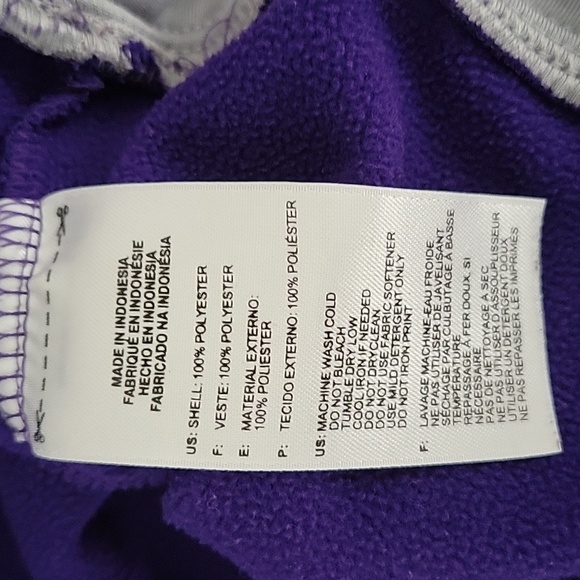 MADE IN INDONESIA
FABRIQUÉ EN INDONÉSIE
HECHO EN INDONESIA
FABRICADO NA INDONÉSIA
US: SHELL: 100% POLYESTER
F: VESTE: 100% POLYESTER
E: MATERIAL EXTERNO:
100% POLIESTER
P: TECIDO EXTERNO: 100% POLIÉSTER
US: MACHINE WASH COLD
DO NOT BLEACH
TUMBLE DRY LOW
COOL IRON IF NEEDED
DO NOT DRYCLEAN
DO NOT USE FABRIC SOFTENER
USE MILD DETERGENT ONLY
DO NOT IRON PRINT
F: LAVAGE MACHINE-EAU FROIDE
NE PAS UTILISER DE JAVELISANT
SÉCHAGE PAR CULBUTAGE À BASSE
TEMPÉRATURE
REPASSAGE À FER DOUX, SI
NÉCESSAIRE
PAS DE NETTOYAGE À SEC
NE PAS UTILISER D'ASSOUPLISSEUR
UTILISER UN DÉTERGENT DOUX
NE PAS REPASSER LES IMPRIMÉS